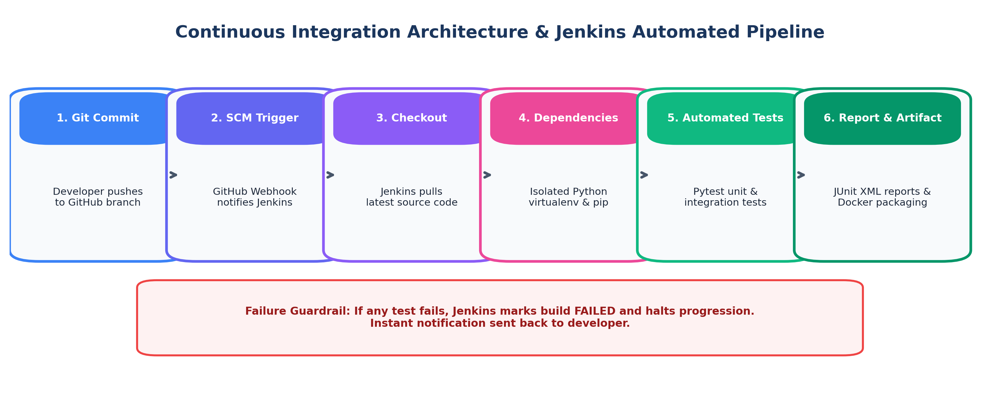 Continuous Integration Architecture & Jenkins Automated Pipeline
1. Git Commit
Developer pushes
to GitHub branch
2. SCM Trigger
GitHub Webhook
notifies Jenkins
3. Checkout
Jenkins pulls
latest source code
4. Dependencies
Isolated Python
virtualenv & pip
5. Automated Tests
Pytest unit &
integration tests
6. Report & Artifact
JUnit XML reports &
Docker packaging
Failure Guardrail: If any test fails, Jenkins marks build FAILED and halts progression.
Instant notification sent back to developer.